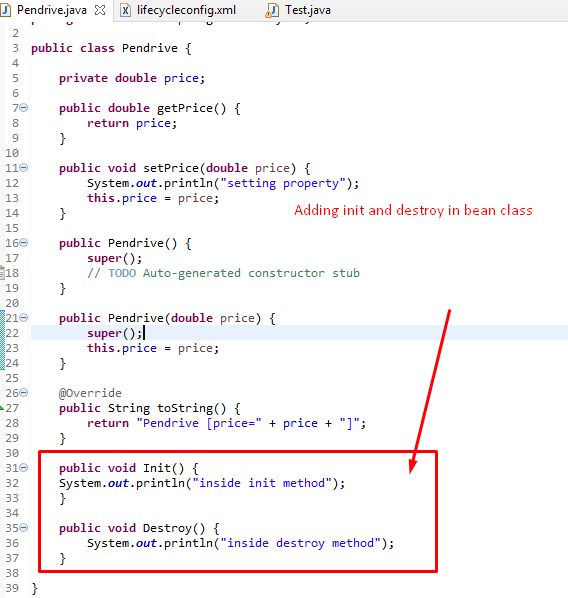 Pendrive.java lifecycleconfig.xml Test.java
2
3 public class Pendrive {
4
5 private double price;
6
7 public double getPrice() {
8 return price;
9 }
10
11 public void setPrice(double price) {
12 System.out.println("setting property");
13 this.price = price;
Adding init and destroy in bean class
14 }
15
16 public Pendrive() {
17 super();
18 // TODO Auto-generated constructor stub
19 }
20
21 public Pendrive(double price) {
22 super();
23 this.price = price;
24 }
25
26 @Override
27 public String toString() {
28 return "Pendrive [price=" + price + "]";
29 }
30
31 public void Init() {
32 System.out.println("inside init method");
33 }
34
35 public void Destroy() {
36 System.out.println("inside destroy method");
37 }
38
39 }